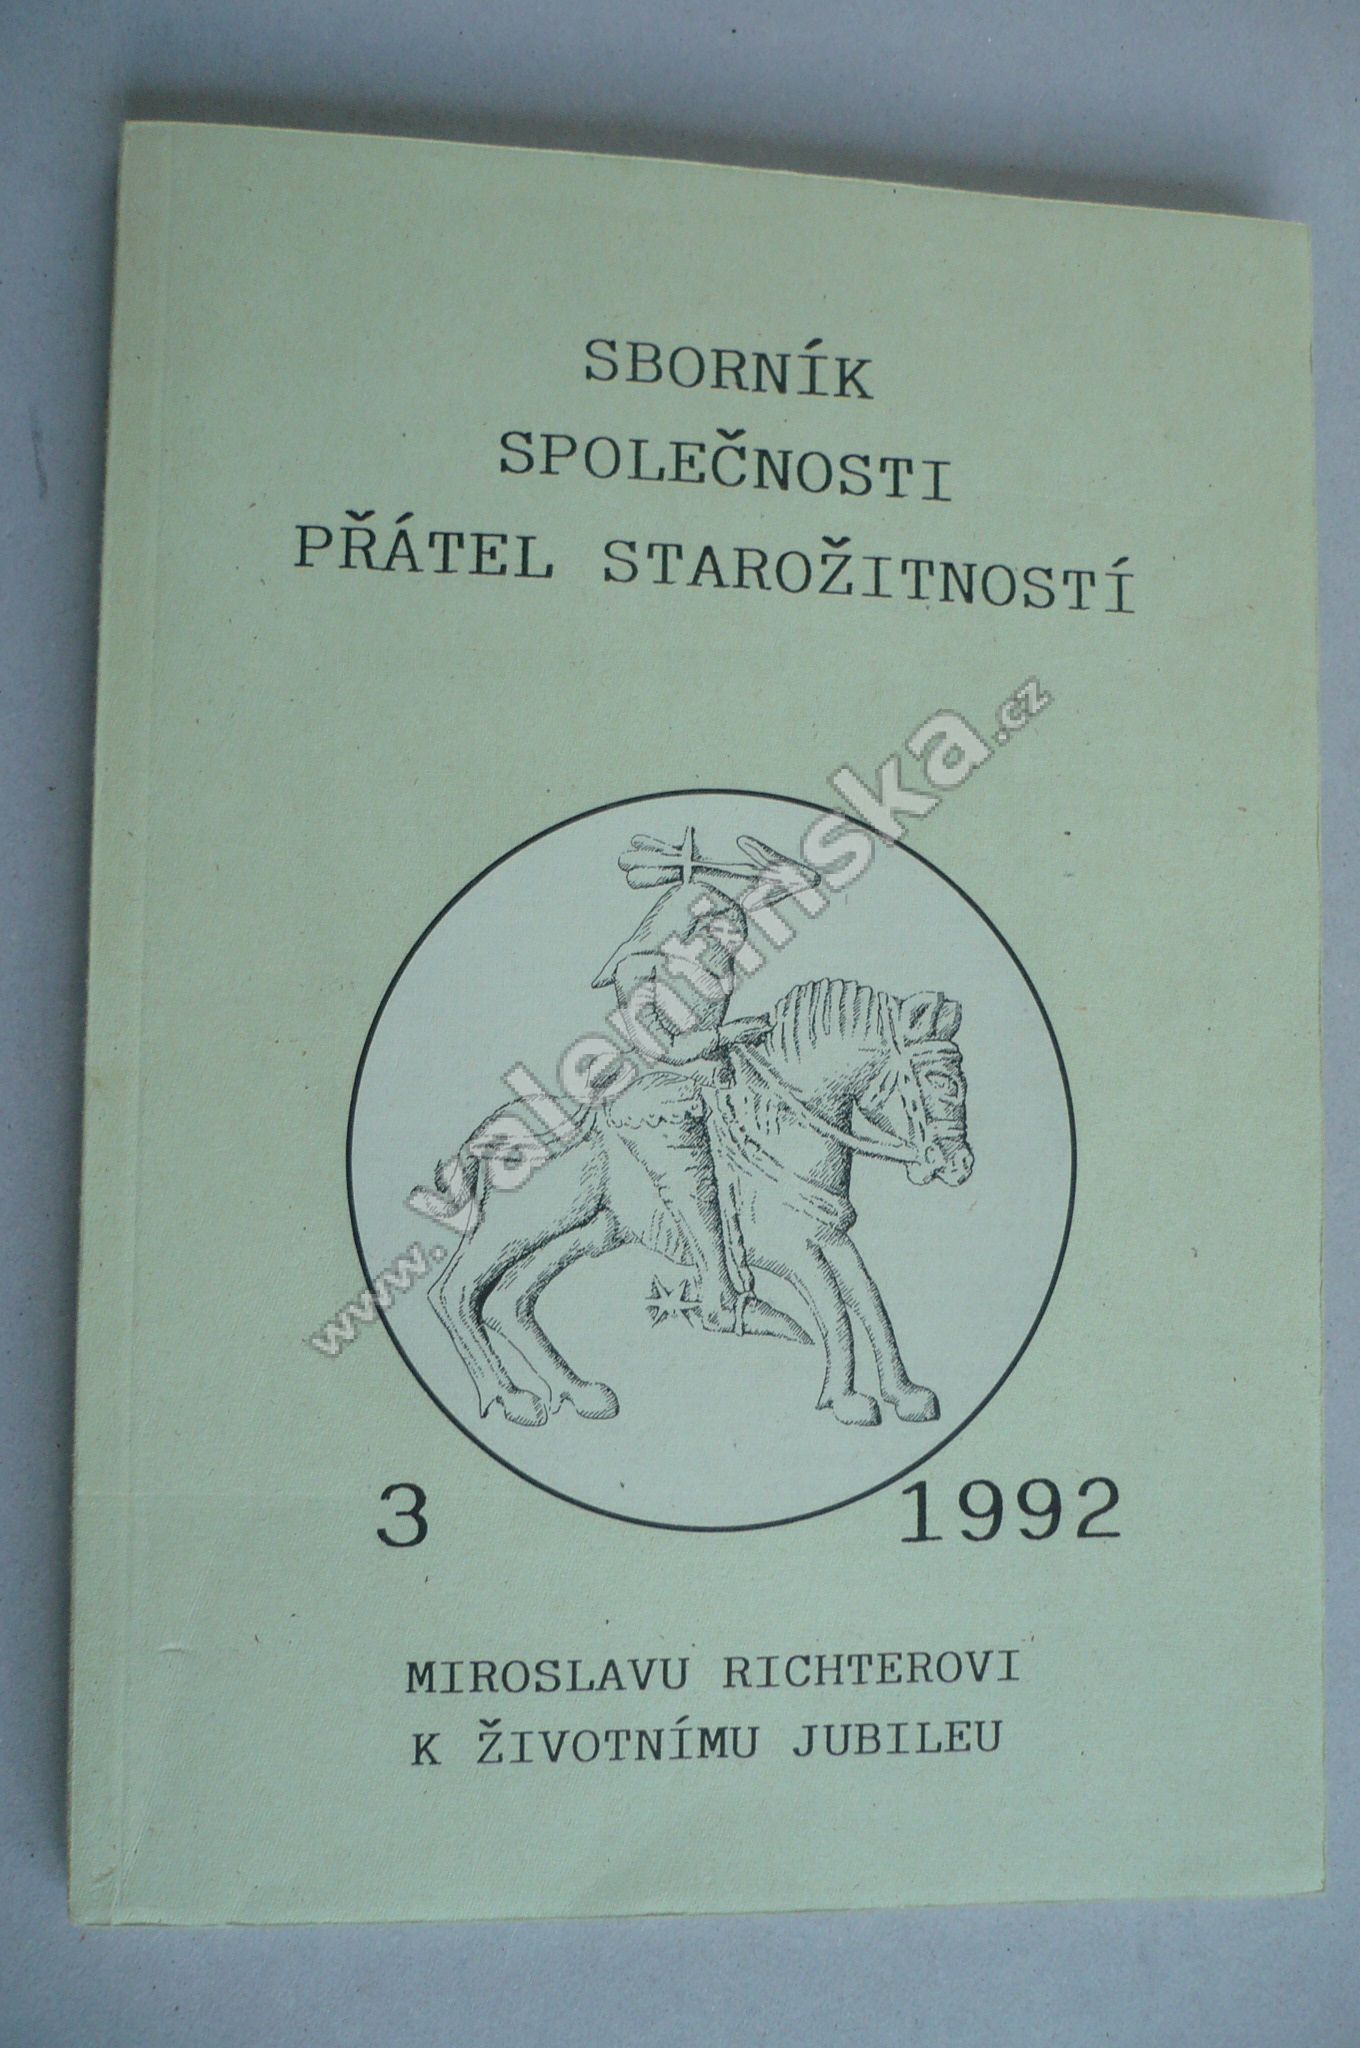 SBORNÍK
SPOLEČNOSTI
PŘÁTEL STAROŽITNOSTÍ
www.valentinska.cz
3 1992
MIROSLAVU RICHTEROVI
K ŽIVOTNÍMU JUBILEU